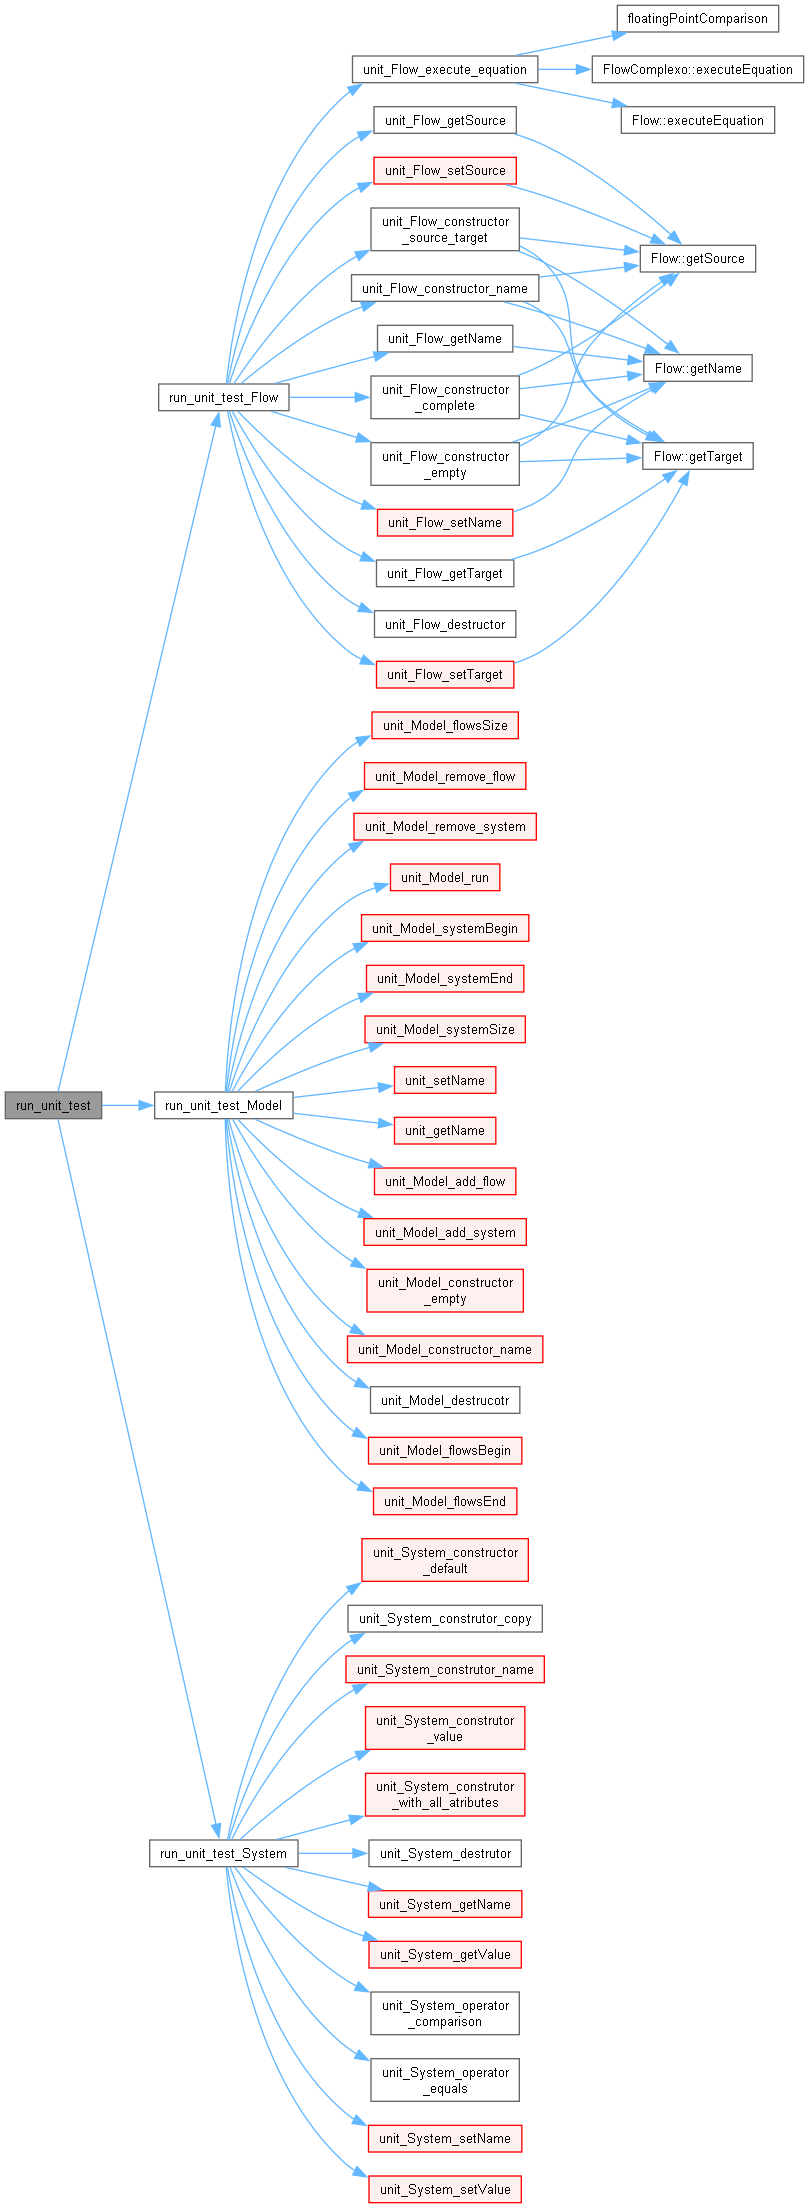 floatingPointComparison
unit_Flow_execute_equation
FlowComplexo::executeEquation
Flow::executeEquation
unit_Flow_getSource
unit_Flow_setSource
unit_Flow_constructor
_source_target
Flow::getSource
unit_Flow_constructor_name
unit_Flow_getName
Flow::getName
run_unit_test_Flow
unit_Flow_constructor
_complete
unit_Flow_constructor
_empty
Flow::getTarget
unit_Flow_setName
unit_Flow_getTarget
unit_Flow_destructor
unit_Flow_setTarget
unit_Model_flowsSize
unit_Model_remove_flow
unit_Model_remove_system
unit_Model_run
unit_Model_systemBegin
unit_Model_systemEnd
unit_Model_systemSize
unit_setName
run_unit_test
run_unit_test_Model
unit_getName
unit_Model_add_flow
unit_Model_add_system
unit_Model_constructor
_empty
unit_Model_constructor_name
unit_Model_destrucotr
unit_Model_flowsBegin
unit_Model_flowsEnd
unit_System_constructor
_default
unit_System_construtor_copy
unit_System_construtor_name
unit_System_construtor
_value
unit_System_construtor
_with_all_atributes
run_unit_test_System
unit_System_destrutor
unit_System_getName
unit_System_getValue
unit_System_operator
_comparison
unit_System_operator
_equals
unit_System_setName
unit_System_setValue